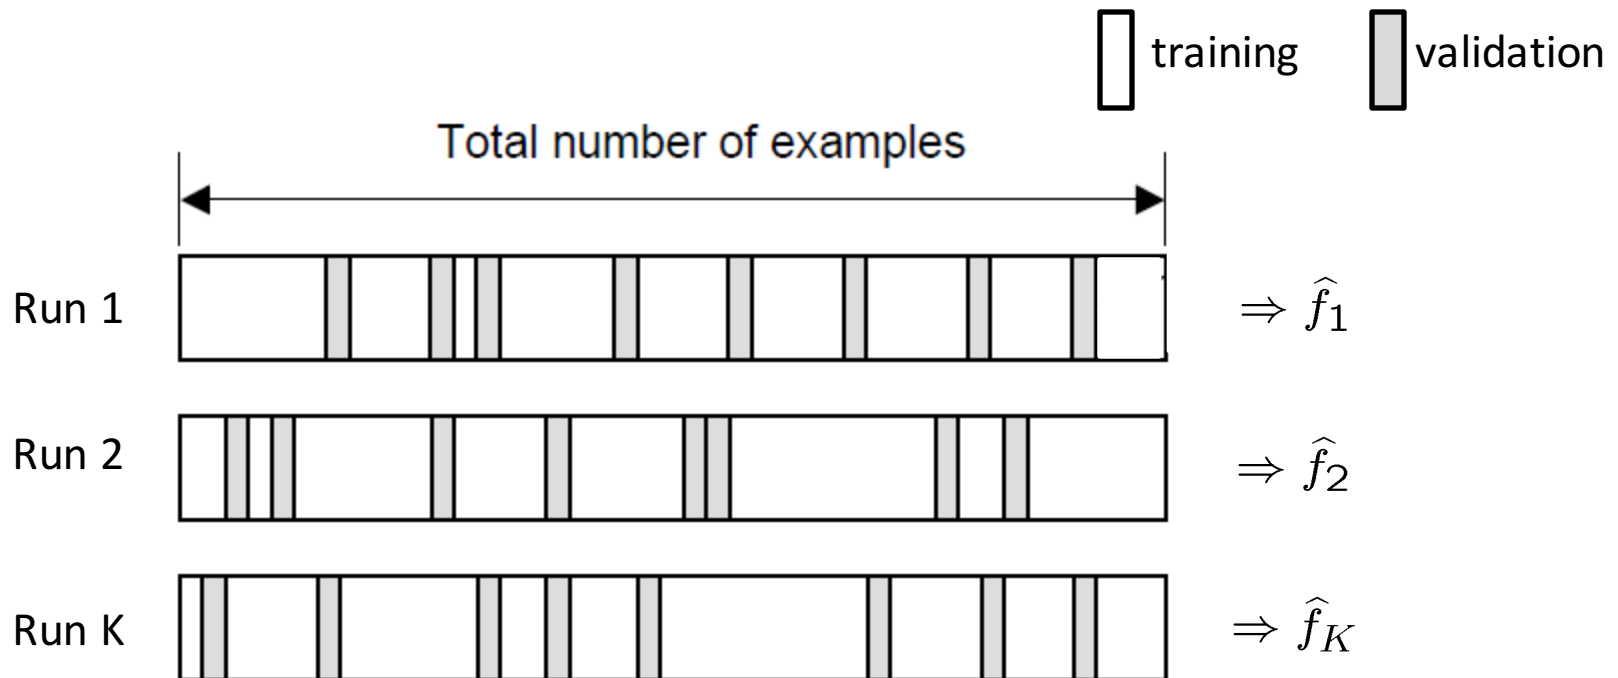 training validation
Total number of examples
Run 1 ⇒ f̂₁
Run 2 ⇒ f̂₂
Run K ⇒ f̂_K